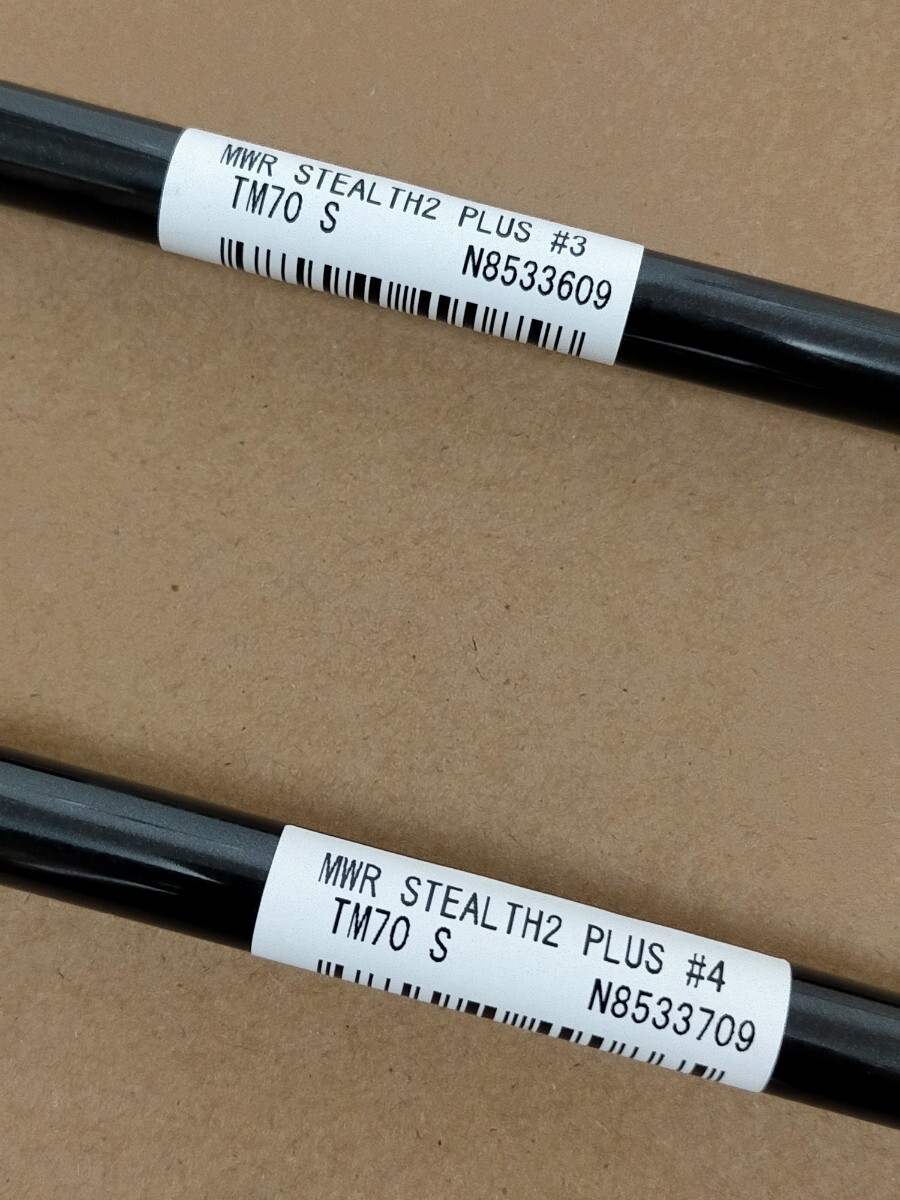 MWR STEALTH2 PLUS #3
TM70 S
N8533609
MWR STEALTH2 PLUS #4
TM70 S
N8533709